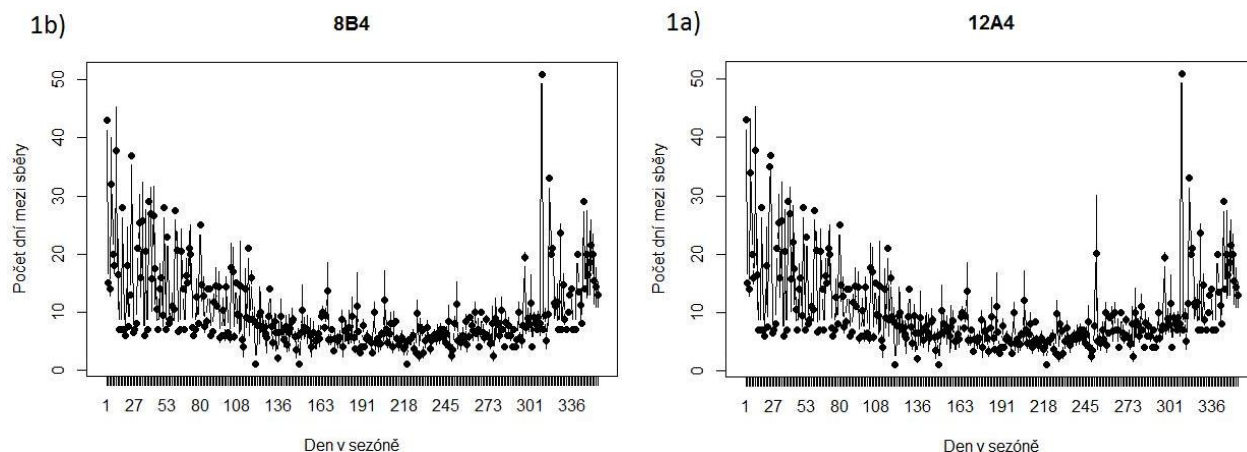 1b)
8B4
Počet dní mezi sběry
50
40
30
20
10
0
1 27 53 80 108 136 163 191 218 245 273 301 336
Den v sezóně
1a)
12A4
Počet dní mezi sběry
50
40
30
20
10
0
1 27 53 80 108 136 163 190 218 245 273 301 336
Den v sezóně